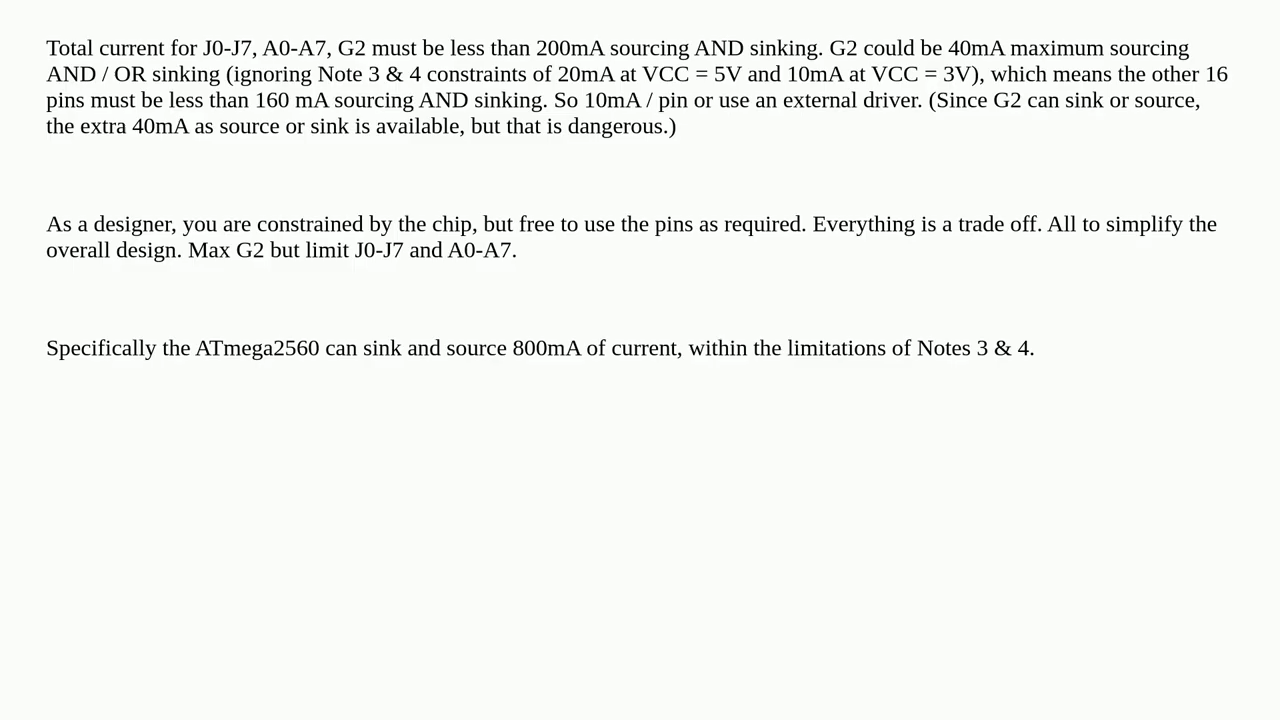 Total current for J0-J7, A0-A7, G2 must be less than 200mA sourcing AND sinking. G2 could be 40mA maximum sourcing
AND / OR sinking (ignoring Note 3 & 4 constraints of 20mA at VCC = 5V and 10mA at VCC = 3V), which means the other 16
pins must be less than 160 mA sourcing AND sinking. So 10mA / pin or use an external driver. (Since G2 can sink or source,
the extra 40mA as source or sink is available, but that is dangerous.)
As a designer, you are constrained by the chip, but free to use the pins as required. Everything is a trade off. All to simplify the
overall design. Max G2 but limit J0-J7 and A0-A7.
Specifically the ATmega2560 can sink and source 800mA of current, within the limitations of Notes 3 & 4.